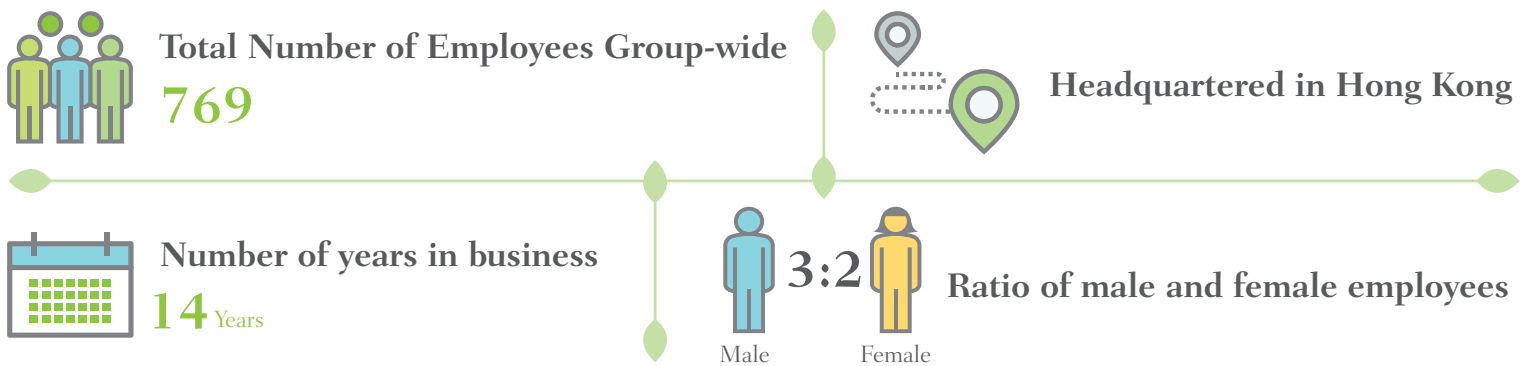 Total Number of Employees Group-wide
769
Headquartered in Hong Kong
Number of years in business
14 Years
3:2
Ratio of male and female employees
Male
Female